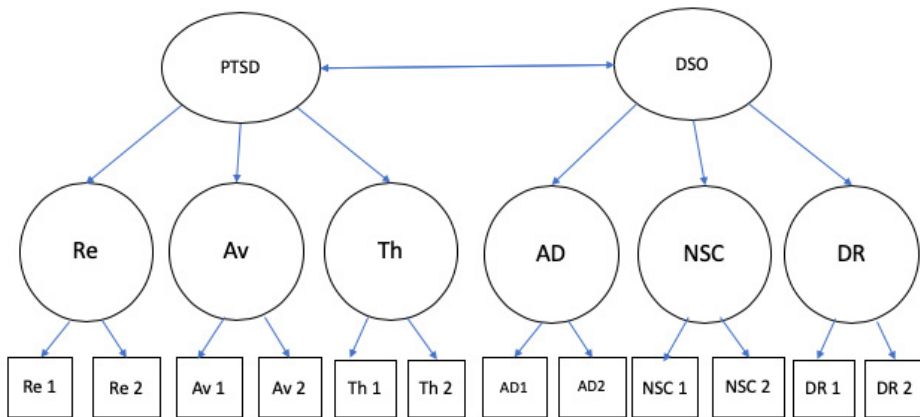 PTSD
DSO
Re
Av
Th
AD
NSC
DR
Re 1
Re 2
Av 1
Av 2
Th 1
Th 2
AD1
AD2
NSC 1
NSC 2
DR 1
DR 2